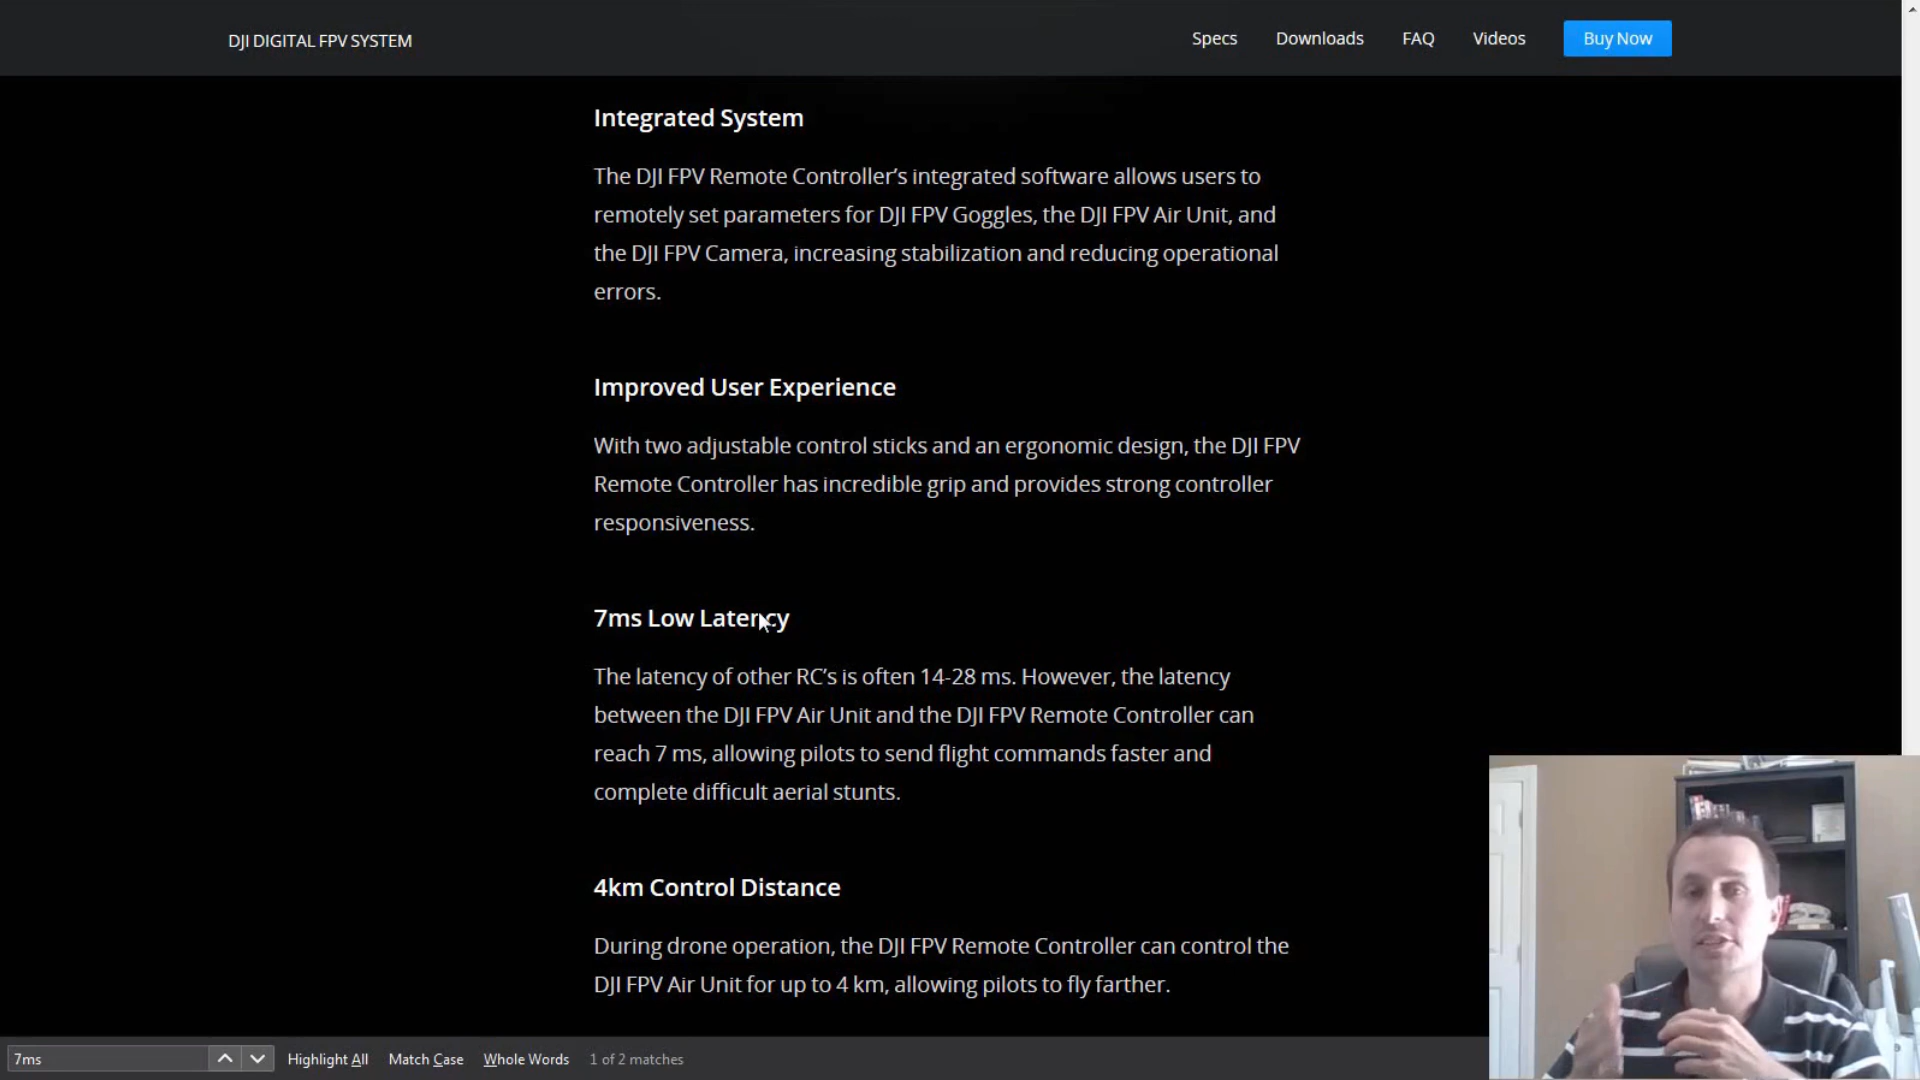 DJI DIGITAL FPV SYSTEM
Specs Downloads FAQ Videos Buy Now
Integrated System
The DJI FPV Remote Controller’s integrated software allows users to
remotely set parameters for DJI FPV Goggles, the DJI FPV Air Unit, and
the DJI FPV Camera, increasing stabilization and reducing operational
errors.
Improved User Experience
With two adjustable control sticks and an ergonomic design, the DJI FPV
Remote Controller has incredible grip and provides strong controller
responsiveness.
7ms Low Latency
The latency of other RC’s is often 14-28 ms. However, the latency
between the DJI FPV Air Unit and the DJI FPV Remote Controller can
reach 7 ms, allowing pilots to send flight commands faster and
complete difficult aerial stunts.
4km Control Distance
During drone operation, the DJI FPV Remote Controller can control the
DJI FPV Air Unit for up to 4 km, allowing pilots to fly farther.
7ms Highlight All Match Case Whole Words 1 of 2 matches